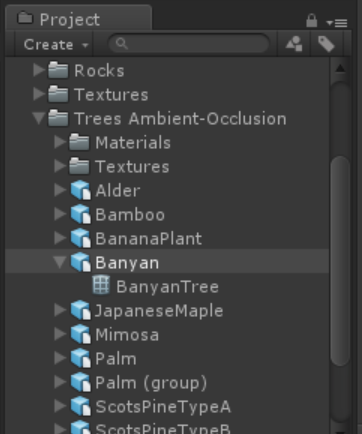 Project
Create
Rocks
Textures
Trees Ambient-Occlusion
Materials
Textures
Alder
Bamboo
BananaPlant
Banyan
BanyanTree
JapaneseMaple
Mimosa
Palm
Palm (group)
ScotsPineTypeA
ScotsPineTypeB